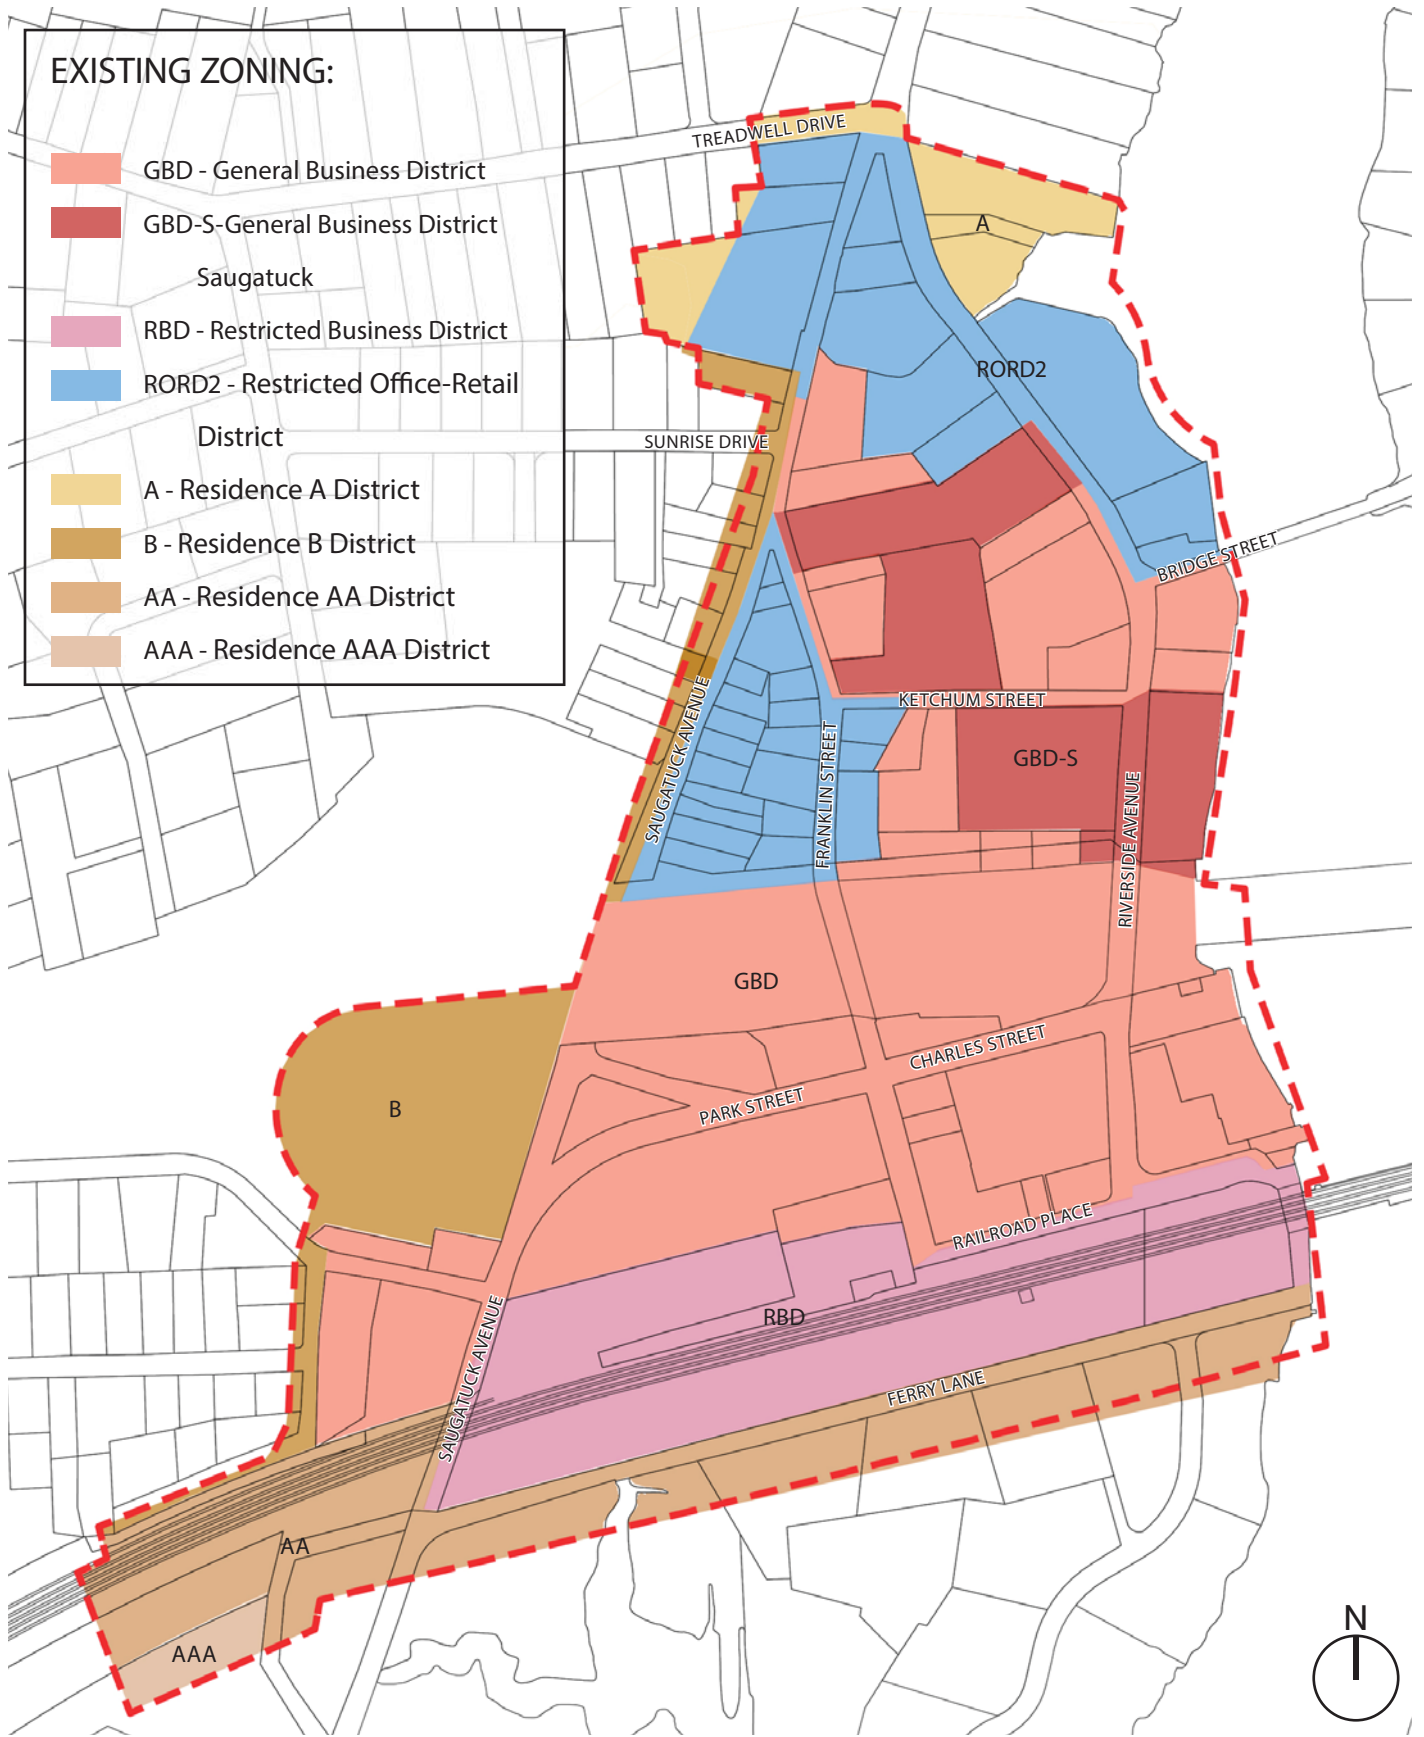 EXISTING ZONING:
GBD - General Business District
GBD-S-General Business District
Saugatuck
RBD - Restricted Business District
RORD2 - Restricted Office-Retail
District
A - Residence A District
B - Residence B District
AA - Residence AA District
AAA - Residence AAA District
TREADWELL DRIVE
A
RORD2
SUNRISE DRIVE
BRIDGE STREET
KETCHUM STREET
SAUGATUCK AVENUE
FRANKLIN STREET
GBD-S
RIVERSIDE AVENUE
GBD
CHARLES STREET
PARK STREET
B
RAILROAD PLACE
RBD
SAUGATUCK AVENUE
FERRY LANE
AA
AAA
N